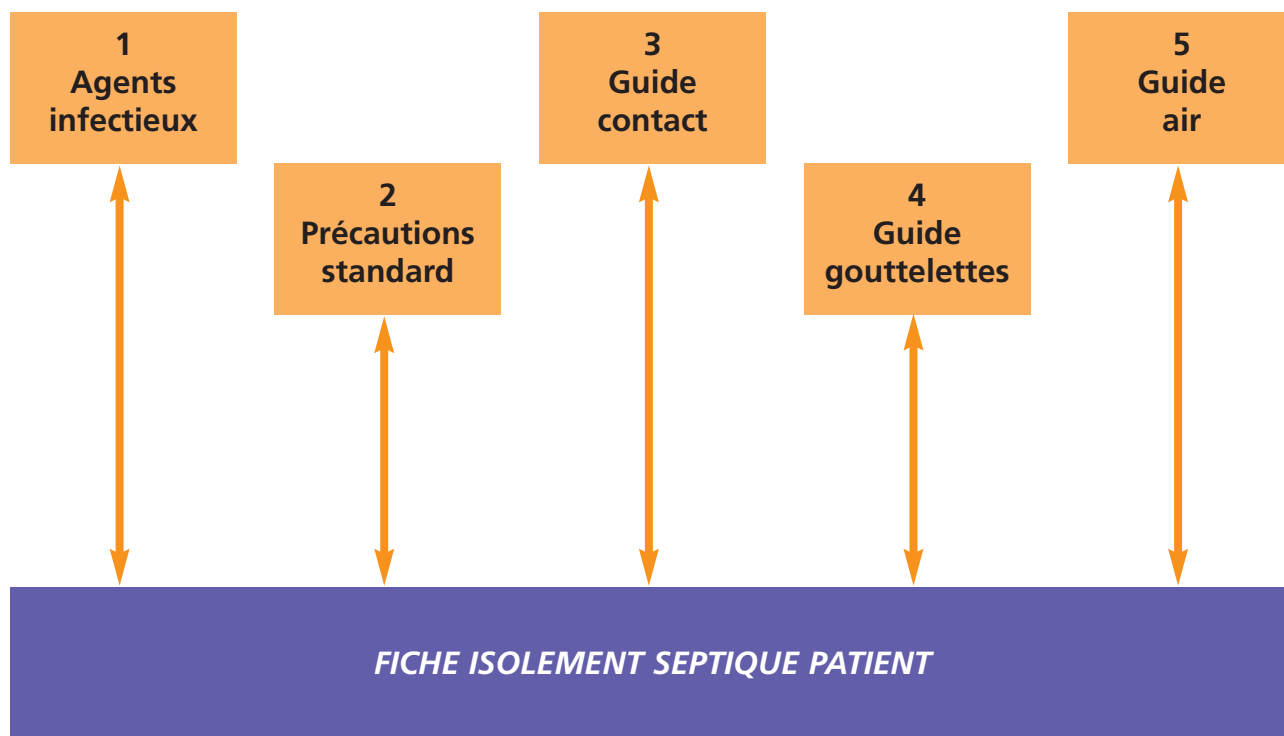 1
Agents
infectieux
2
Précautions
standard
3
Guide
contact
4
Guide
gouttelettes
5
Guide
air
FICHE ISOLEMENT SEPTIQUE PATIENT